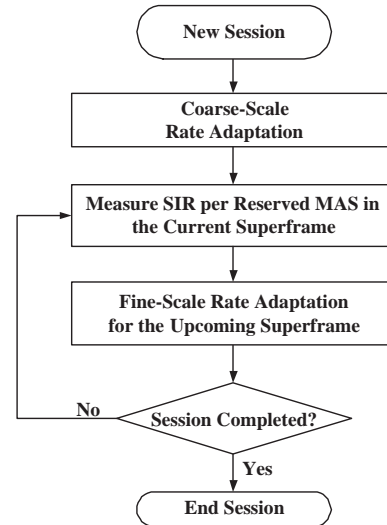 New Session
Coarse-Scale
Rate Adaptation
Measure SIR per Reserved MAS in
the Current Superframe
Fine-Scale Rate Adaptation
for the Upcoming Superframe
No
Session Completed?
Yes
End Session